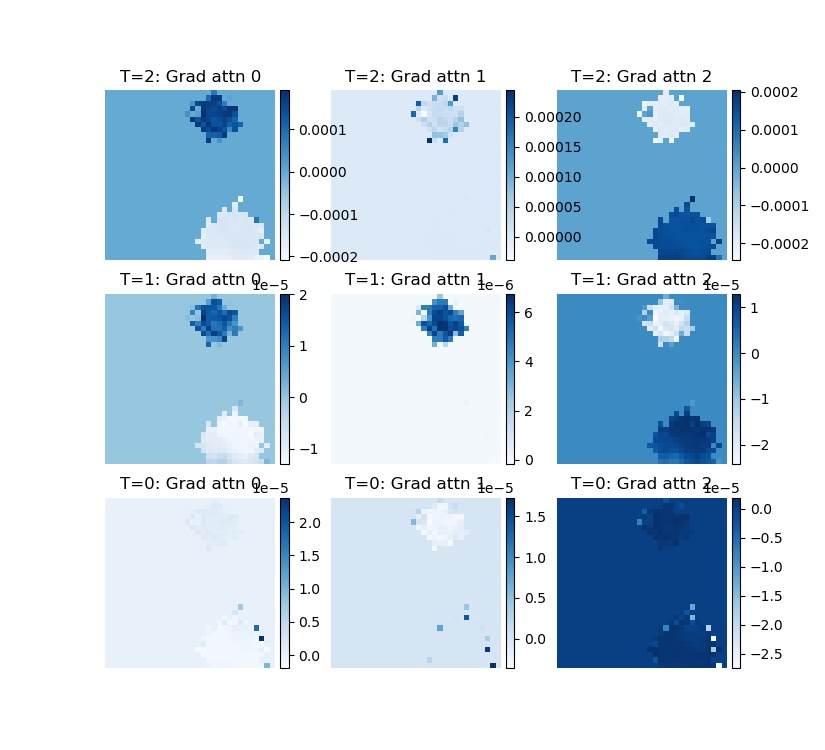 T=2: Grad attn 0
T=2: Grad attn 1
T=2: Grad attn 2
0.0001
0.0000
−0.0001
−0.0002
0.00020
0.00015
0.00010
0.00005
0.00000
0.0002
0.0001
0.0000
−0.0001
−0.0002
T=1: Grad attn 0
1e−5
T=1: Grad attn 1
1e−6
T=1: Grad attn 2
1e−5
2
1
0
−1
6
4
2
0
1
0
−1
−2
T=0: Grad attn 0
1e−5
T=0: Grad attn 1
1e−5
T=0: Grad attn 2
1e−5
2.0
1.5
1.0
0.5
0.0
1.5
1.0
0.5
0.0
0.0
−0.5
−1.0
−1.5
−2.0
−2.5